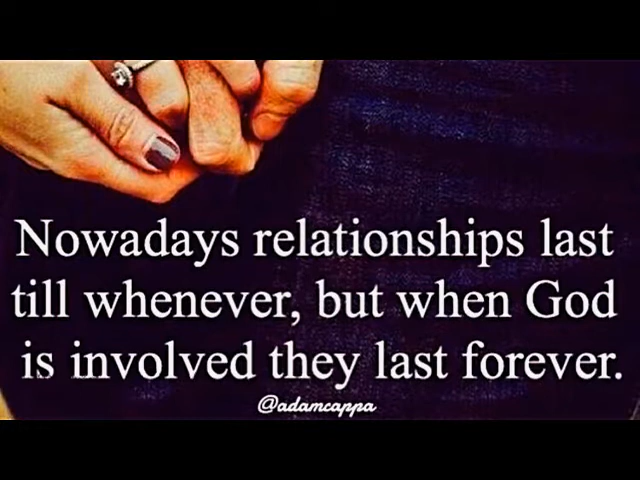 Nowadays relationships last
till whenever, but when God
is involved they last forever.
@adamcappa